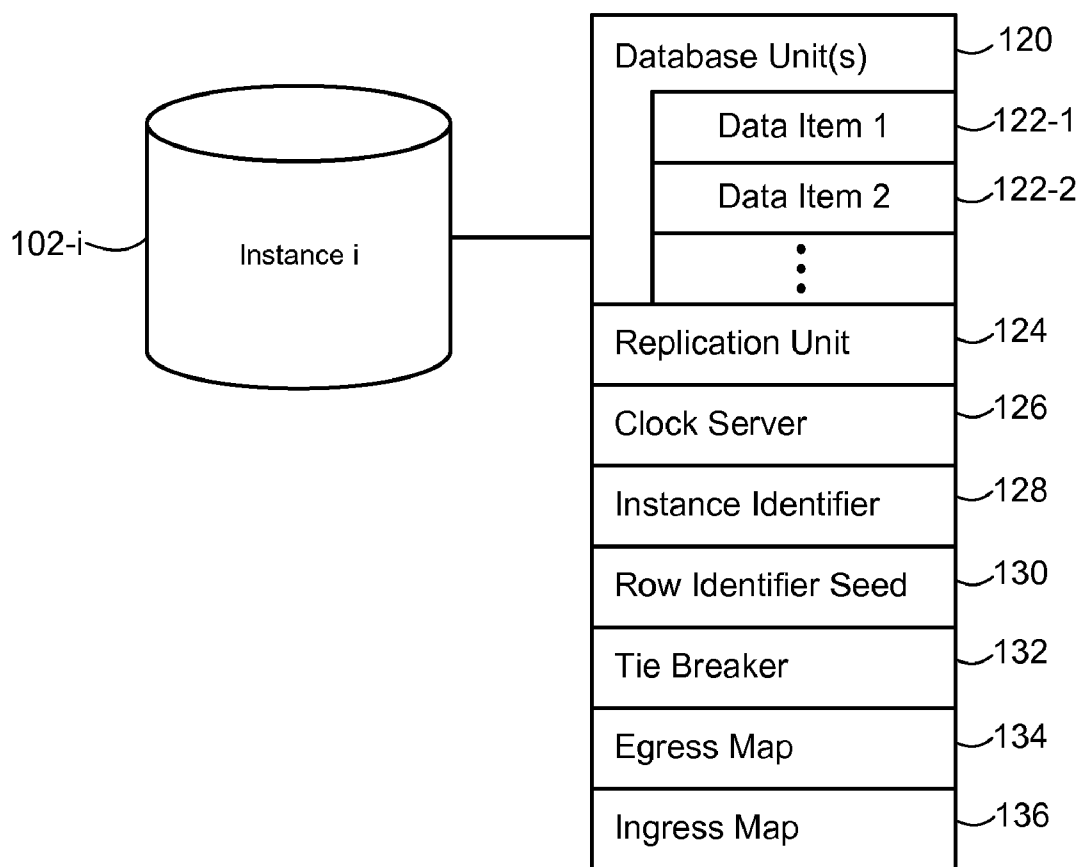 Database Unit(s)
120
Data Item 1
122-1
Data Item 2
122-2
102-i
Instance i
Replication Unit
124
Clock Server
126
Instance Identifier
128
Row Identifier Seed
130
Tie Breaker
132
Egress Map
134
Ingress Map
136